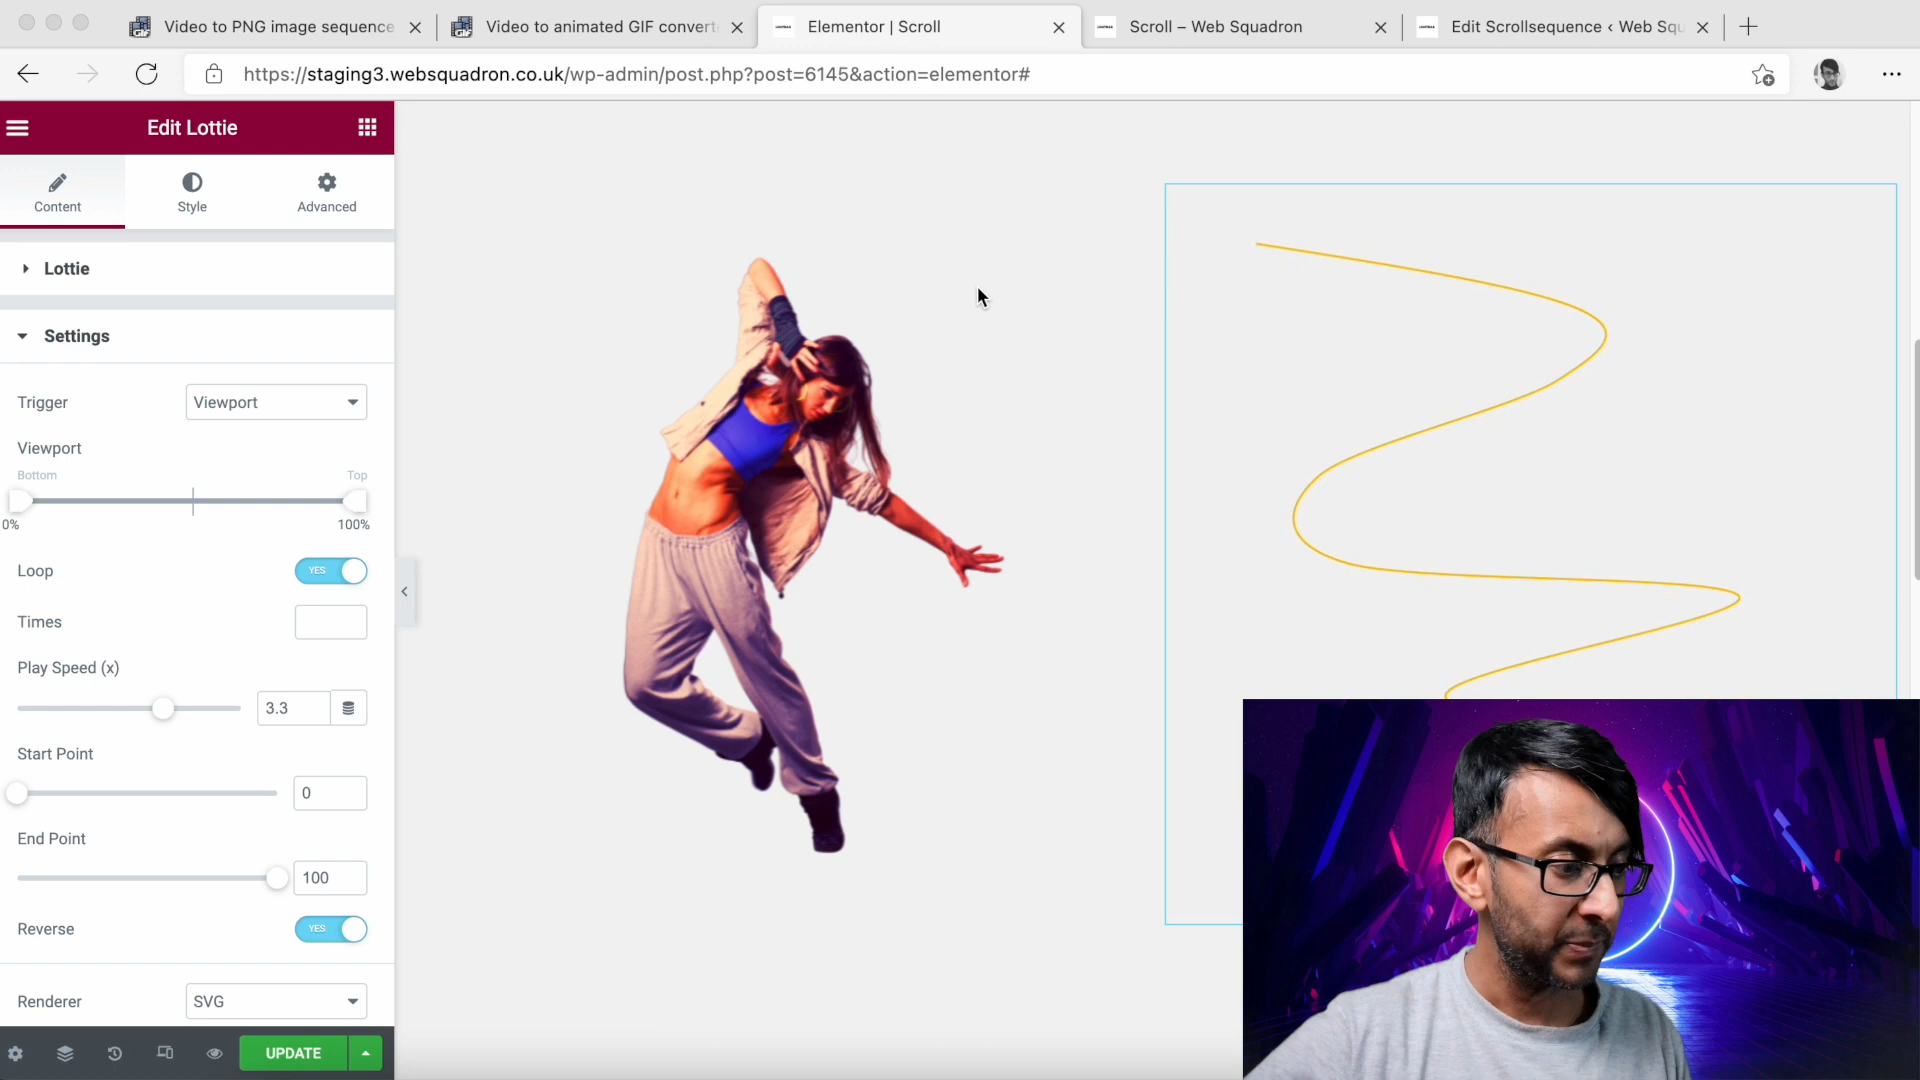 Video to PNG image sequence
Video to animated GIF convert
Elementor | Scroll
Scroll – Web Squadron
Edit Scrollsequence ‹ Web Squ
https://staging3.websquadron.co.uk/wp-admin/post.php?post=6145&action=elementor#
Edit Lottie
Content
Style
Advanced
Lottie
Settings
Trigger
Viewport
Viewport
Bottom
Top
0%
100%
Loop
YES
Times
Play Speed (x)
3.3
Start Point
0
End Point
100
Reverse
YES
Renderer
SVG
UPDATE